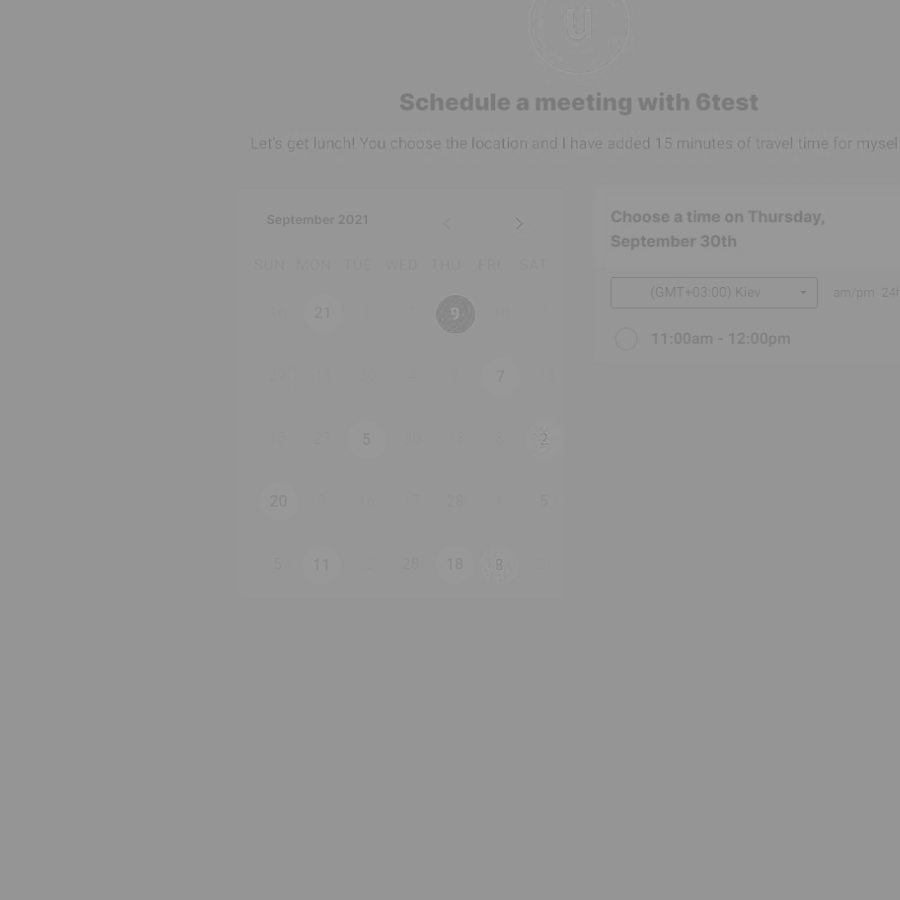 u
Schedule a meeting with 6test
Let's get lunch! You choose the location and I have added 15 minutes of travel time for mysel
September 2021
SUN MON TUE WED THU FRI SAT
21 9
7
5 2
20 28 5
5 11 28 18 8
Choose a time on Thursday,
September 30th
(GMT+03:00) Kiev am/pm 24h
11:00am - 12:00pm